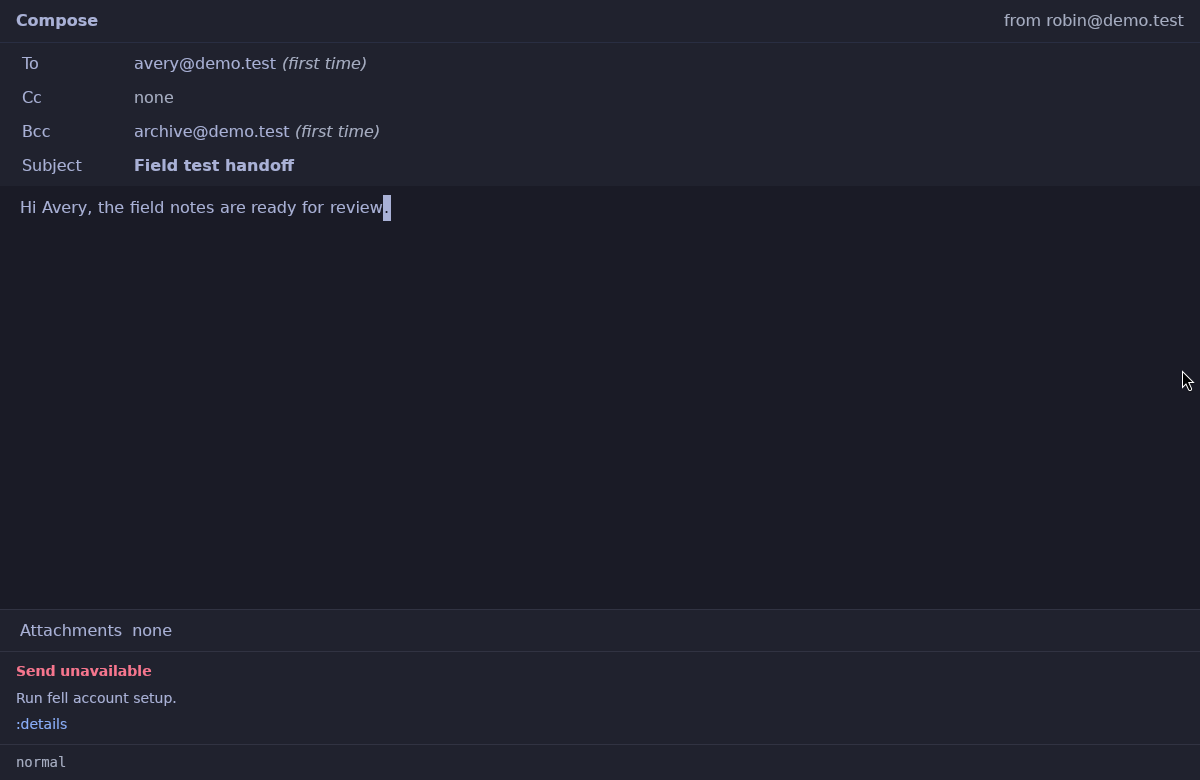 Compose from robin@demo.test
To avery@demo.test (first time)
Cc none
Bcc archive@demo.test (first time)
Subject Field test handoff
Hi Avery, the field notes are ready for review.
Attachments none
Send unavailable
Run fell account setup.
:details
normal